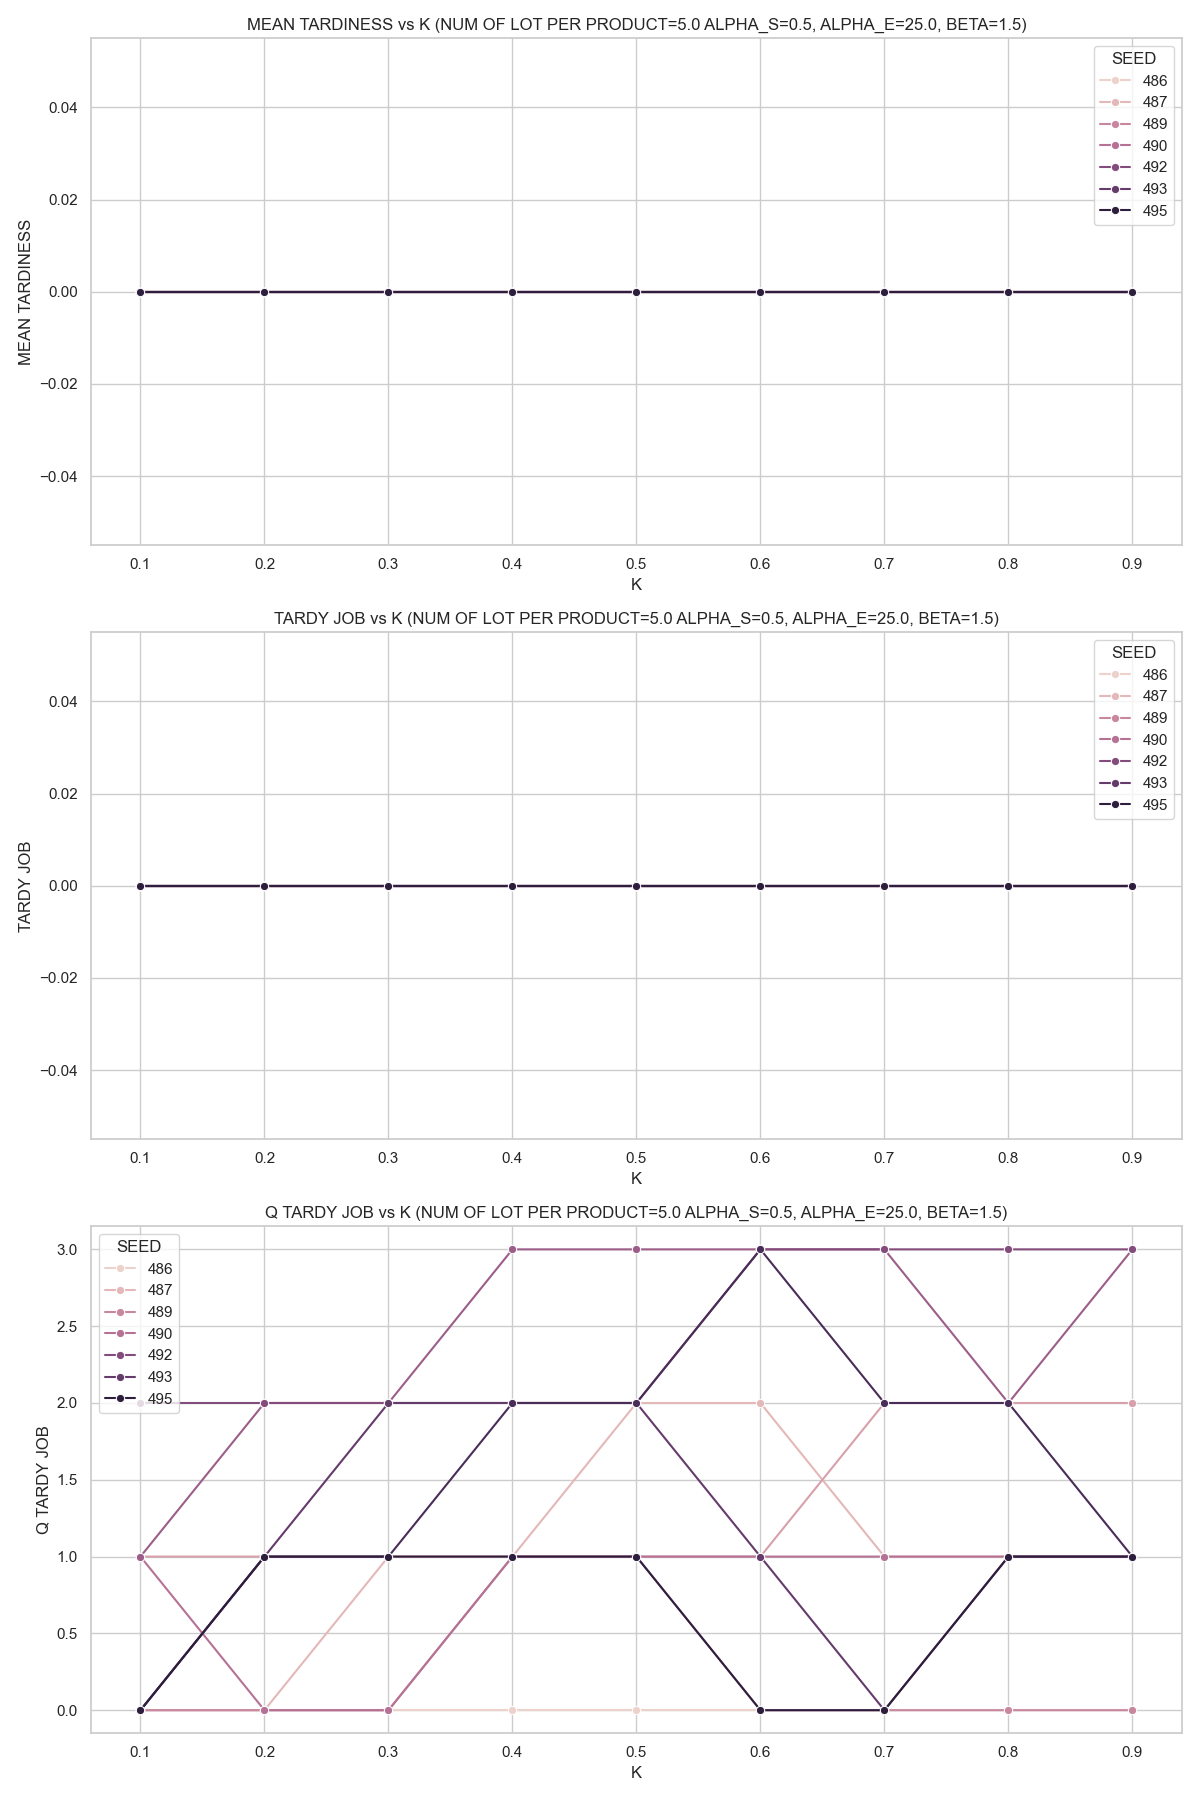 MEAN TARDINESS vs K (NUM OF LOT PER PRODUCT=5.0 ALPHA_S=0.5, ALPHA_E=25.0, BETA=1.5)
SEED
486
487
489
490
492
493
495
0.04
0.02
0.00
−0.02
−0.04
MEAN TARDINESS
0.1 0.2 0.3 0.4 0.5 0.6 0.7 0.8 0.9
K
TARDY JOB vs K (NUM OF LOT PER PRODUCT=5.0 ALPHA_S=0.5, ALPHA_E=25.0, BETA=1.5)
SEED
486
487
489
490
492
493
495
0.04
0.02
0.00
−0.02
−0.04
TARDY JOB
0.1 0.2 0.3 0.4 0.5 0.6 0.7 0.8 0.9
K
Q TARDY JOB vs K (NUM OF LOT PER PRODUCT=5.0 ALPHA_S=0.5, ALPHA_E=25.0, BETA=1.5)
SEED
486
487
489
490
492
493
495
3.0
2.5
2.0
1.5
1.0
0.5
0.0
Q TARDY JOB
0.1 0.2 0.3 0.4 0.5 0.6 0.7 0.8 0.9
K